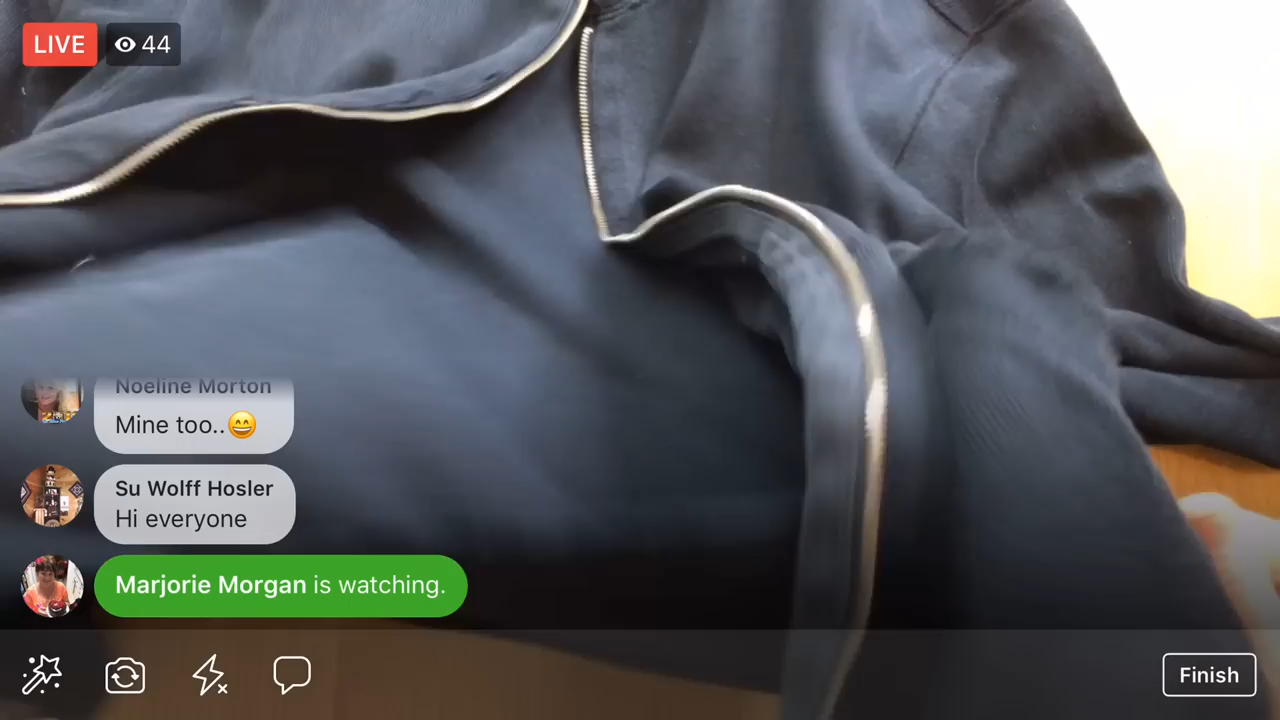 LIVE 44
Noeline Morton
Mine too..😄
Su Wolff Hosler
Hi everyone
Marjorie Morgan is watching.
Finish